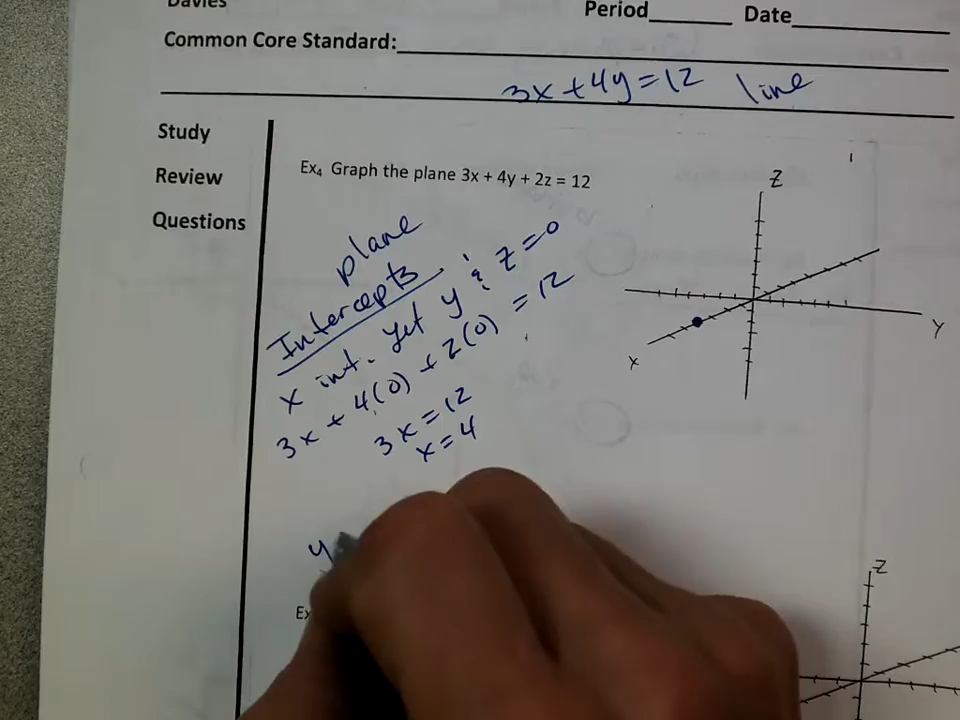 Davies
Period______ Date
Common Core Standard:
3x + 4y = 12 line
Study
Review
Questions
Ex4 Graph the plane 3x + 4y + 2z = 12
plane
Intercepts
x int. let y & z = 0
3x + 4(0) + 2(0) = 12
3x = 12
x = 4
y
Ex
Z
Y
X
Z